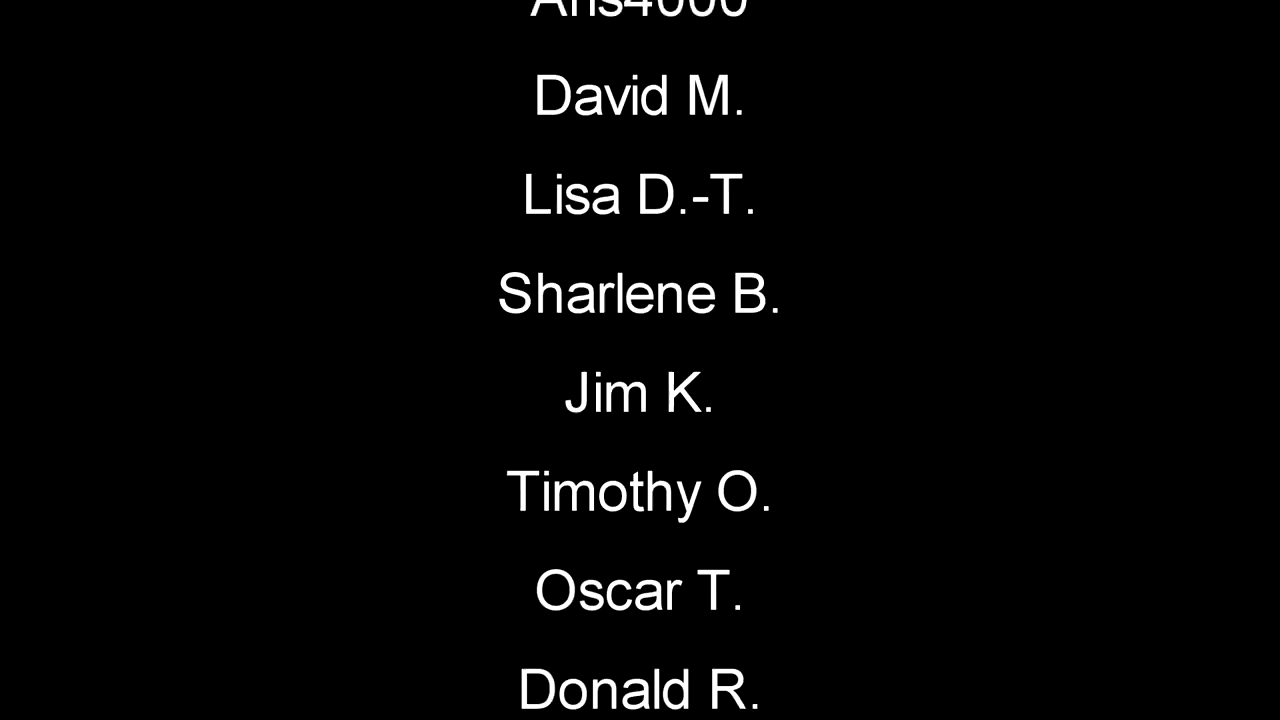 David M.
Lisa D.-T.
Sharlene B.
Jim K.
Timothy O.
Oscar T.
Donald R.